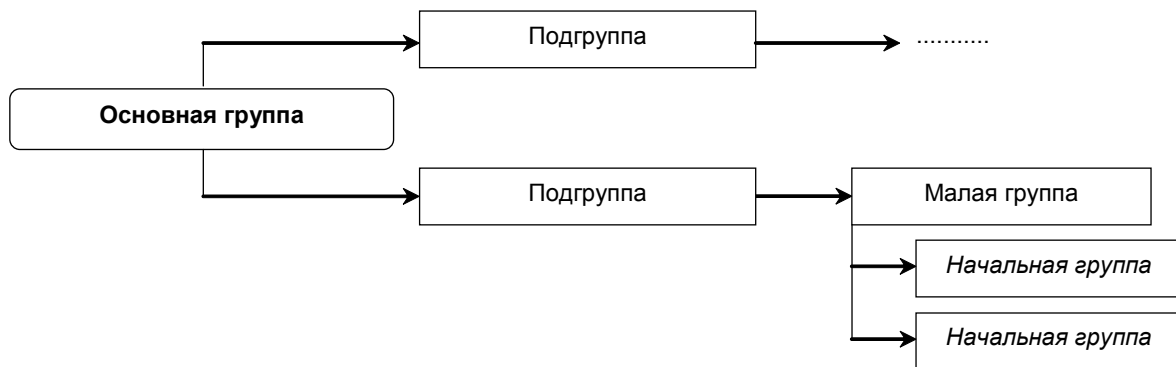 Подгруппа
...........
Основная группа
Подгруппа
Малая группа
Начальная группа
Начальная группа